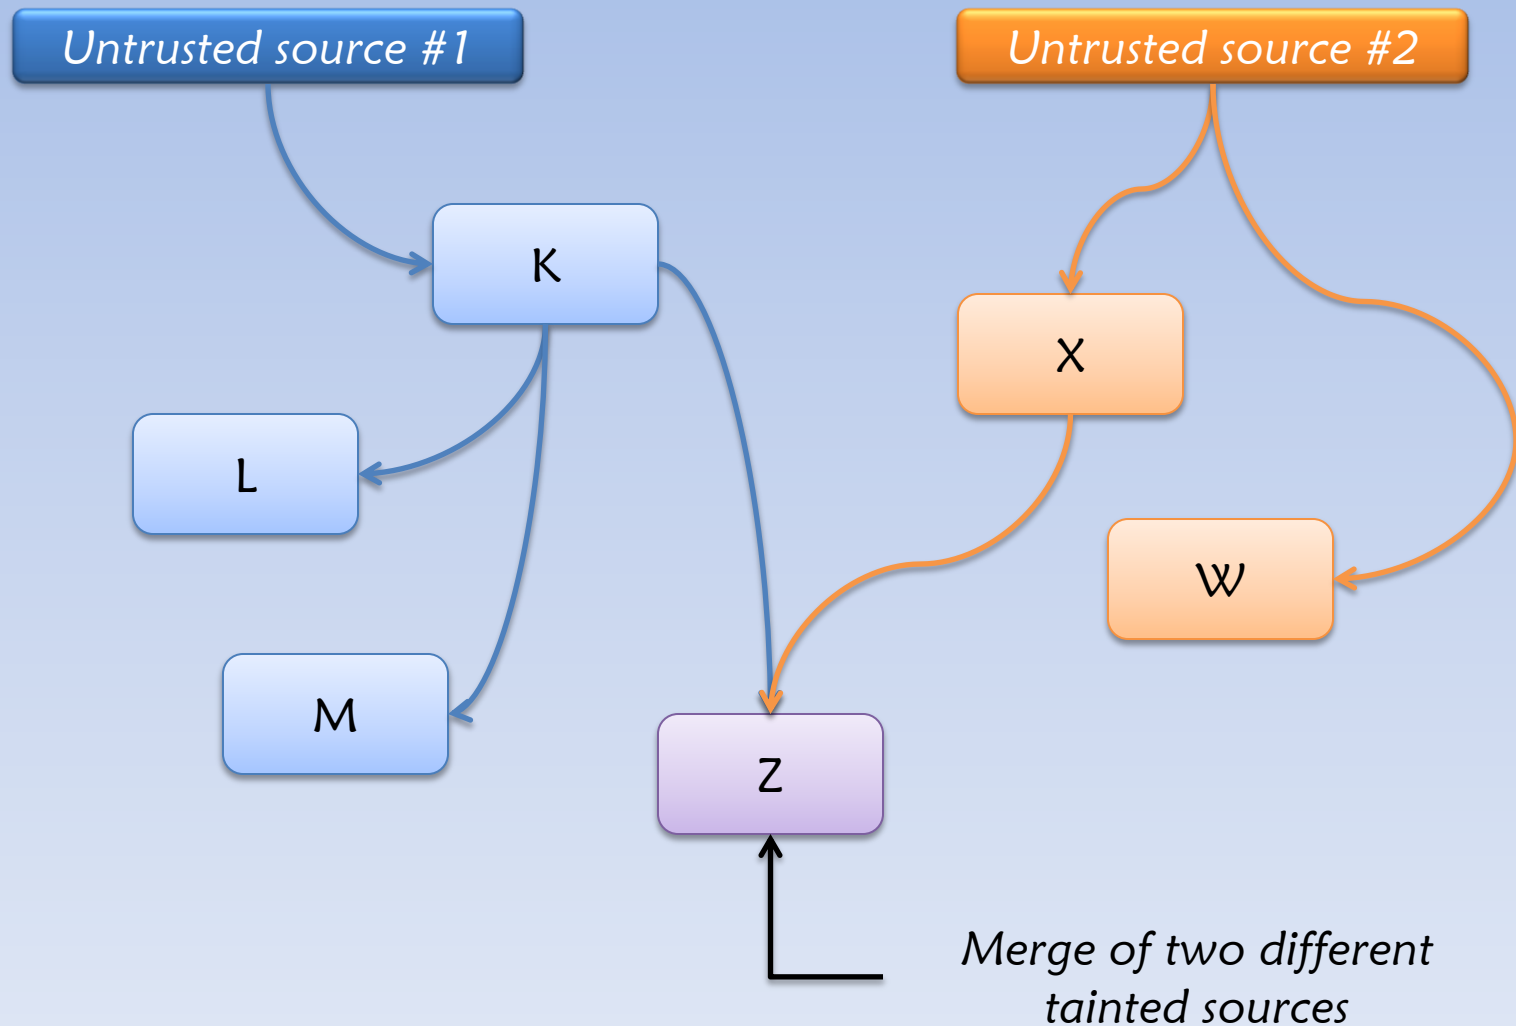 Untrusted source #1
Untrusted source #2
K
X
L
W
M
Z
Merge of two different
tainted sources